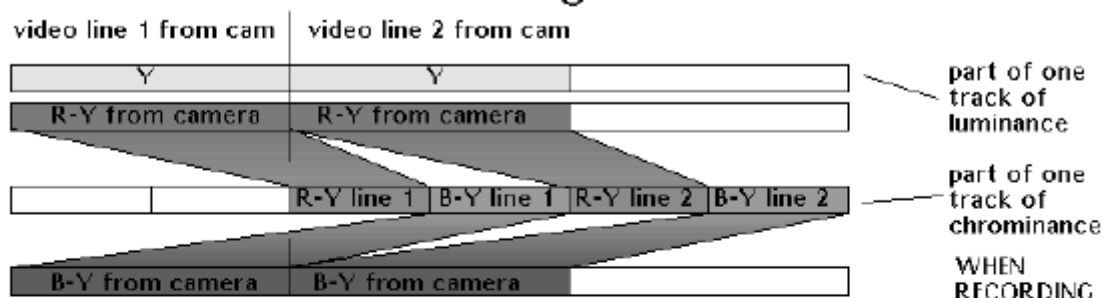 video line 1 from cam
video line 2 from cam
Y
Y
part of one
track of
luminance
R-Y from camera
R-Y from camera
R-Y line 1
B-Y line 1
R-Y line 2
B-Y line 2
part of one
track of
chrominance
B-Y from camera
B-Y from camera
WHEN
RECORDING